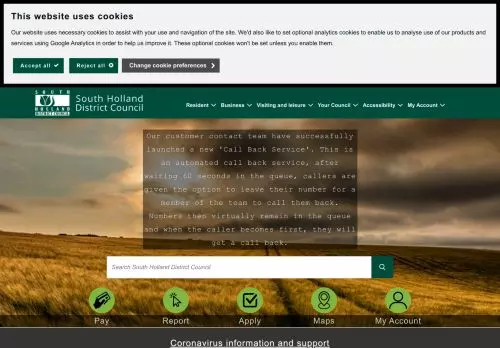 This website uses cookies
Our website uses necessary cookies to assist with your use and navigation of the site. We'd also like to set optional analytics cookies to enable us to analyse use of our products and
services using Google Analytics in order to help us improve it. These optional cookies won't be set unless you enable them.
Accept all
Reject all
Change cookie preferences
SOUTH
HOLLAND
DISTRICT COUNCIL
South Holland
District Council
Resident
Business
Visiting and leisure
Your Council
Accessibility
My Account
Our customer contact team have successfully
launched a new 'Call Back Service'. This is
an automated call back service, after
waiting 60 seconds in the queue, callers are
given the option to leave their number for a
member of the team to call them back.
Numbers then virtually remain in the queue
and when the caller becomes first, they will
get a call back.
Search South Holland District Council
Pay
Report
Apply
Maps
My Account
Coronavirus information and support